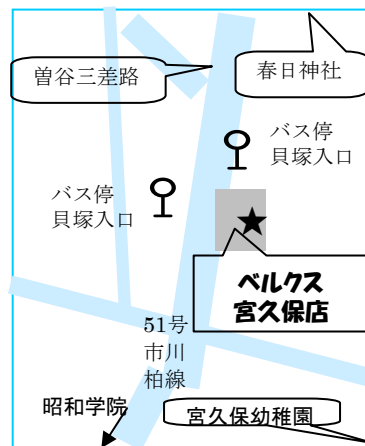 春日神社
曽谷三差路
バス停
貝塚入口
バス停
貝塚入口
ベルクス
宮久保店
51号
市川
柏線
昭和学院
宮久保幼稚園